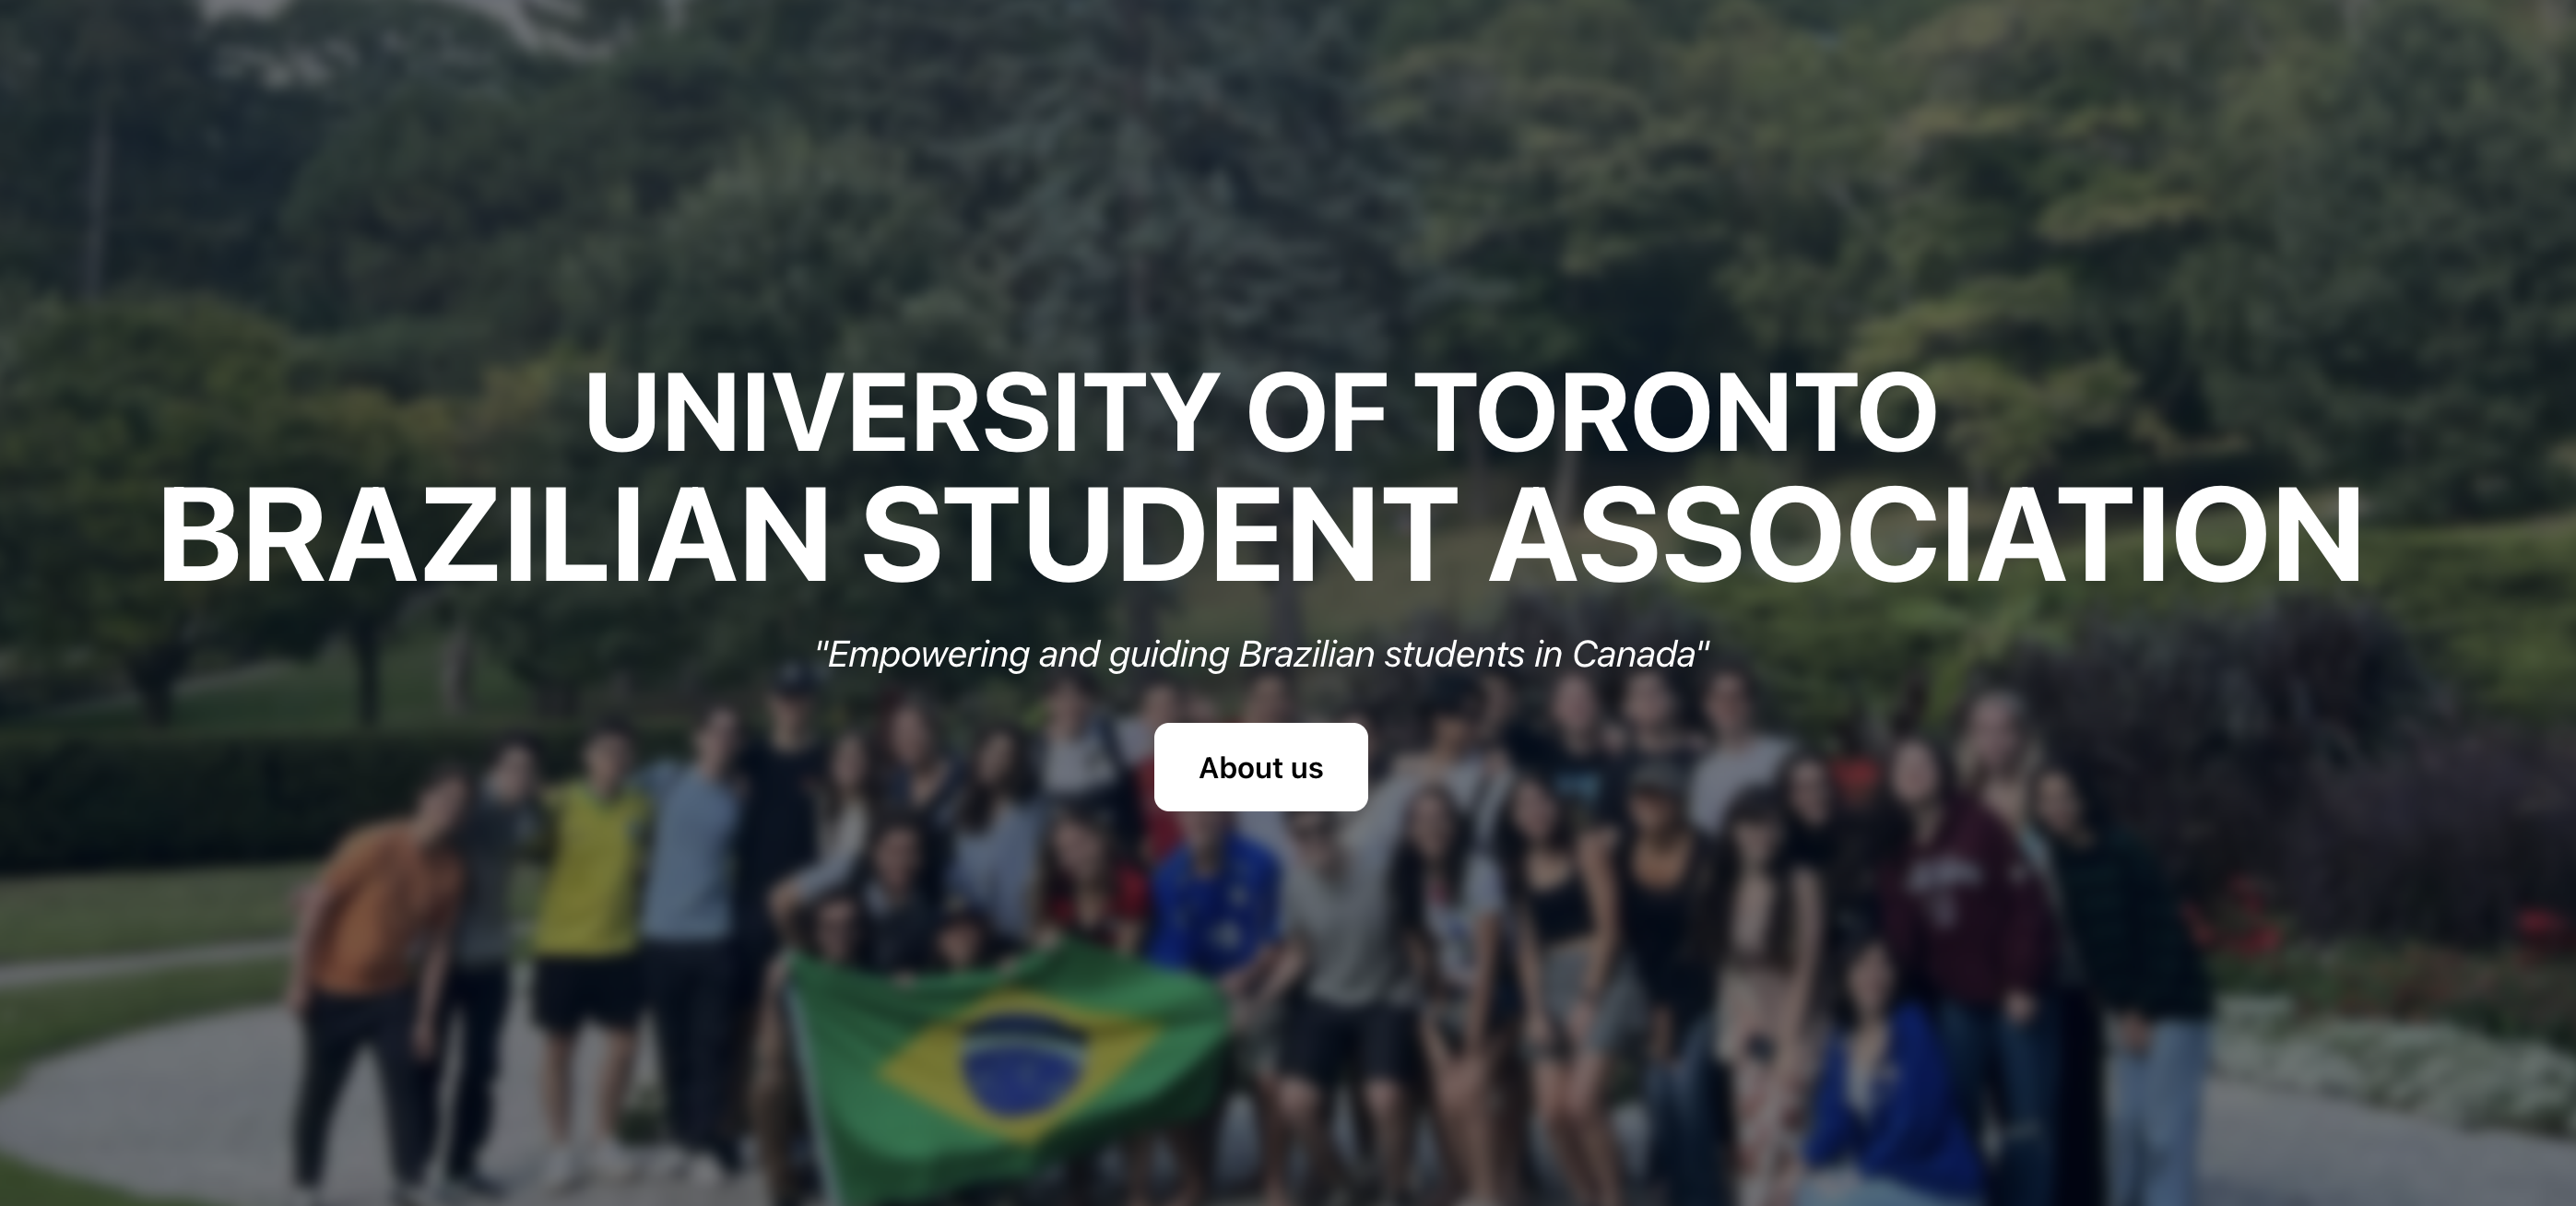 UNIVERSITY OF TORONTO
BRAZILIAN STUDENT ASSOCIATION
"Empowering and guiding Brazilian students in Canada"
About us